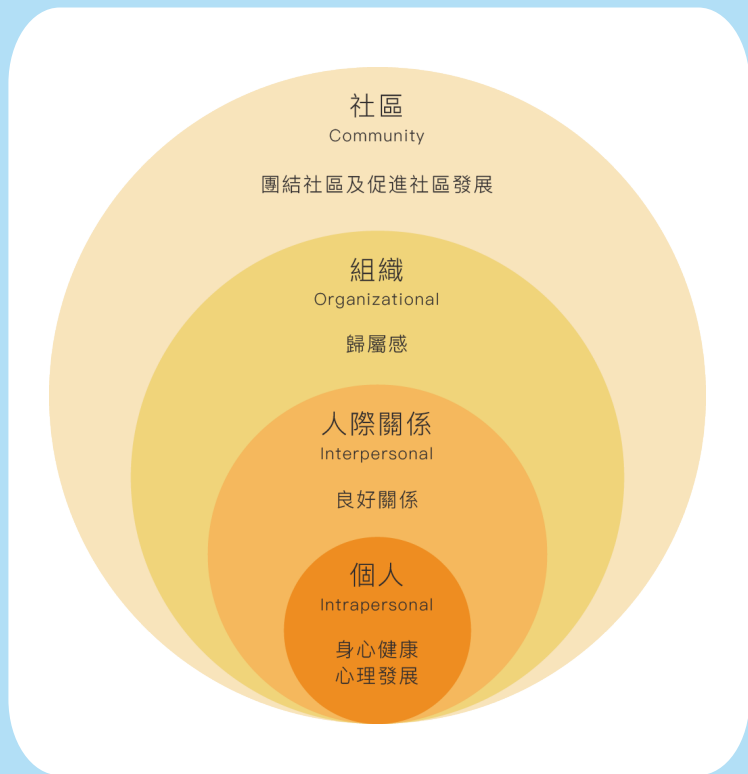 社區
Community
團結社區及促進社區發展
組織
Organizational
歸屬感
人際關係
Interpersonal
良好關係
個人
Intrapersonal
身心健康
心理發展